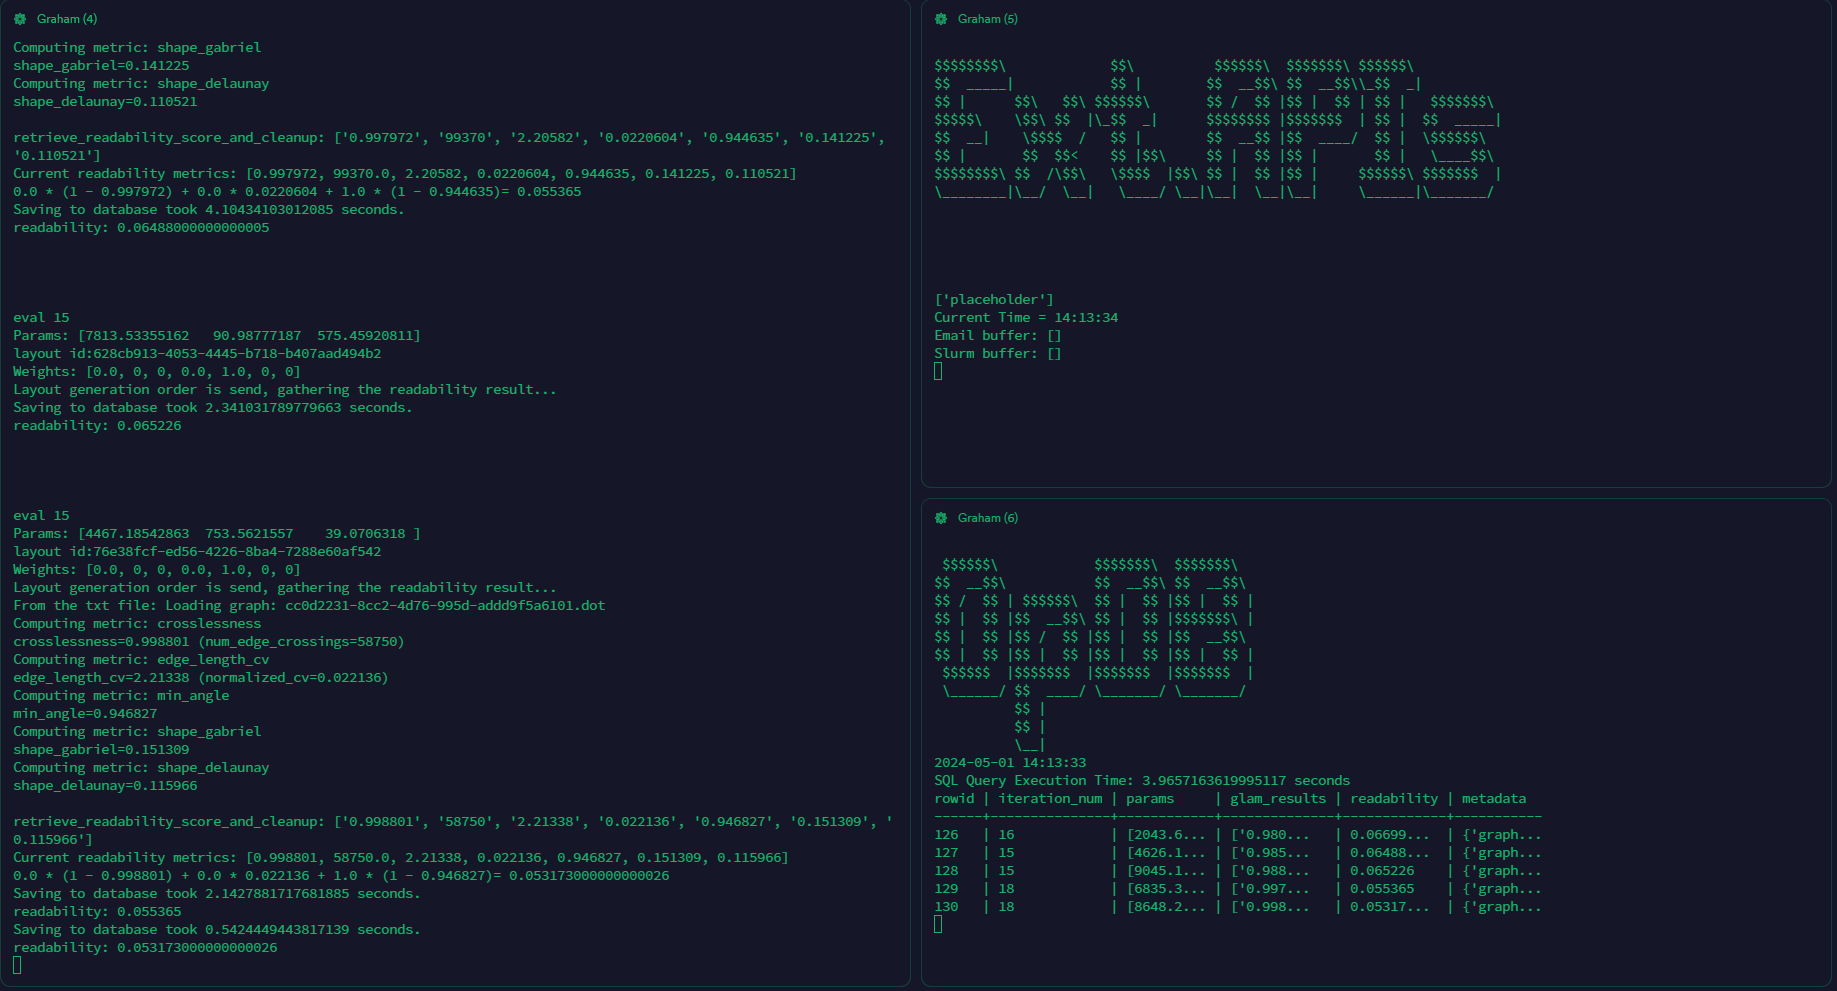 Graham (4)
Computing metric: shape_gabriel
shape_gabriel=0.141225
Computing metric: shape_delaunay
shape_delaunay=0.110521
retrieve_readability_score_and_cleanup: ['0.997972', '99370', '2.20582', '0.0220604', '0.944635', '0.141225',
'0.110521']
Current readability metrics: [0.997972, 99370.0, 2.20582, 0.0220604, 0.944635, 0.141225, 0.110521]
0.0 * (1 - 0.997972) + 0.0 * 0.0220604 + 1.0 * (1 - 0.944635)= 0.055365
Saving to database took 4.10434103012085 seconds.
readability: 0.06488000000000005
eval 15
Params: [7813.53355162   90.98777187  575.45920811]
layout id:628cb913-4053-4445-b718-b407aad494b2
Weights: [0.0, 0, 0, 0.0, 1.0, 0, 0]
Layout generation order is send, gathering the readability result...
Saving to database took 2.341031789779663 seconds.
readability: 0.065226
eval 15
Params: [4467.18542863  753.5621557    39.0706318 ]
layout id:76e38fcf-ed56-4226-8ba4-7288e60af542
Weights: [0.0, 0, 0, 0.0, 1.0, 0, 0]
Layout generation order is send, gathering the readability result...
From the txt file: Loading graph: cc0d2231-8cc2-4d76-995d-addd9f5a6101.dot
Computing metric: crosslessness
crosslessness=0.998801 (num_edge_crossings=58750)
Computing metric: edge_length_cv
edge_length_cv=2.21338 (normalized_cv=0.022136)
Computing metric: min_angle
min_angle=0.946827
Computing metric: shape_gabriel
shape_gabriel=0.151309
Computing metric: shape_delaunay
shape_delaunay=0.115966
retrieve_readability_score_and_cleanup: ['0.998801', '58750', '2.21338', '0.022136', '0.946827', '0.151309', '
0.115966']
Current readability metrics: [0.998801, 58750.0, 2.21338, 0.022136, 0.946827, 0.151309, 0.115966]
0.0 * (1 - 0.998801) + 0.0 * 0.022136 + 1.0 * (1 - 0.946827)= 0.053173000000000026
Saving to database took 2.1427881717681885 seconds.
readability: 0.055365
Saving to database took 0.5424449443817139 seconds.
readability: 0.053173000000000026
Graham (5)
Ext.APIs
['placeholder']
Current Time = 14:13:34
Email buffer: []
Slurm buffer: []
Graham (6)
OpDB
2024-05-01 14:13:33
SQL Query Execution Time: 3.9657163619995117 seconds
rowid | iteration_num | params     | glam_results | readability | metadata
------+---------------+------------+--------------+-------------+-----------
126   | 16            | [2043.6... | ['0.980...   | 0.06699...  | {'graph...
127   | 15            | [4626.1... | ['0.985...   | 0.06488...  | {'graph...
128   | 15            | [9045.1... | ['0.988...   | 0.065226    | {'graph...
129   | 18            | [6835.3... | ['0.997...   | 0.055365    | {'graph...
130   | 18            | [8648.2... | ['0.998...   | 0.05317...  | {'graph...